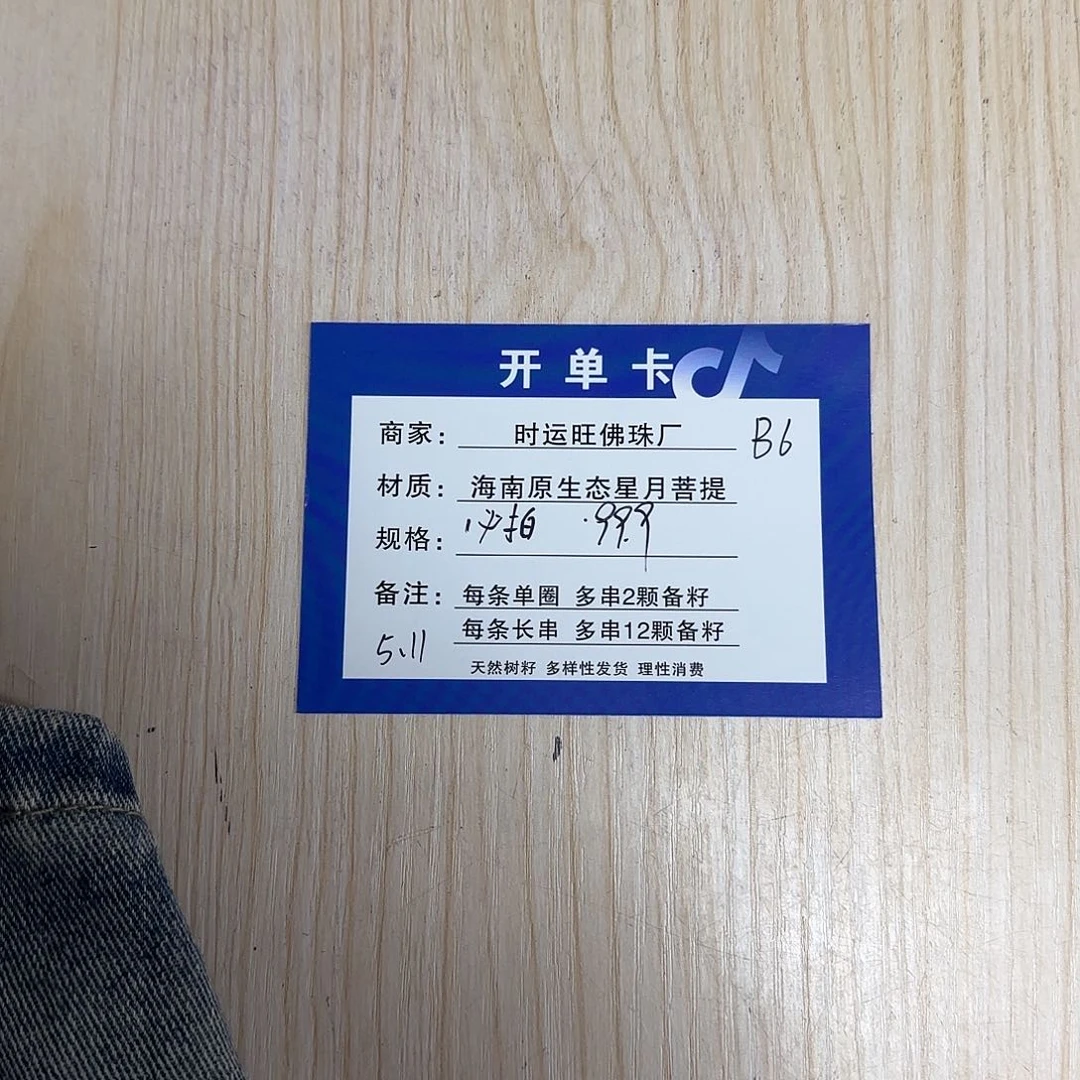 开单卡
商家: 时运旺佛珠厂 B6
材质: 海南原生态星月菩提
规格: 必拍 .99.9
备注: 每条单圈 多串2颗备籽
每条长串 多串12颗备籽
5.11
天然树籽 多样性发货 理性消费